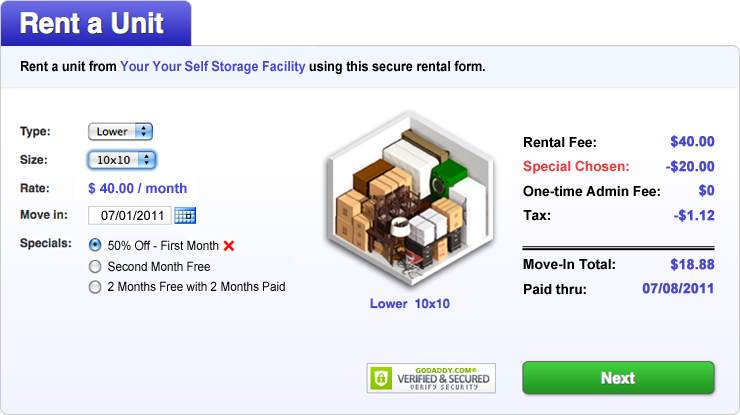 Rent a Unit
Rent a unit from Your Your Self Storage Facility using this secure rental form.
Type: Lower
Size: 10x10
Rate: $ 40.00 / month
Move in: 07/01/2011
Specials: 50% Off - First Month
Second Month Free
2 Months Free with 2 Months Paid
Lower 10x10
Rental Fee: $40.00
Special Chosen: -$20.00
One-time Admin Fee: $0
Tax: -$1.12
Move-In Total: $18.88
Paid thru: 07/08/2011
GODADDY.COM®
VERIFIED & SECURED
VERIFY SECURITY
Next